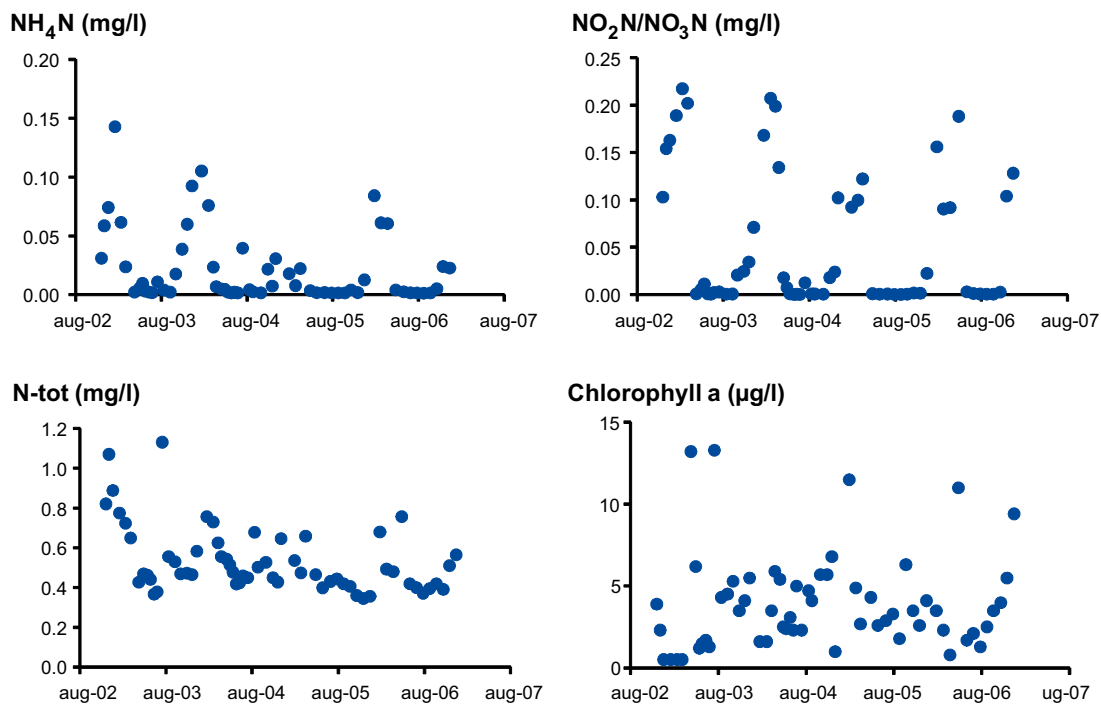 NH4N (mg/l)
0.20
0.15
0.10
0.05
0.00
aug-02 aug-03 aug-04 aug-05 aug-06 aug-07
NO2N/NO3N (mg/l)
0.25
0.20
0.15
0.10
0.05
0.00
aug-02 aug-03 aug-04 aug-05 aug-06 aug-07
N-tot (mg/l)
1.2
1.0
0.8
0.6
0.4
0.2
0.0
aug-02 aug-03 aug-04 aug-05 aug-06 aug-07
Chlorophyll a (µg/l)
15
10
5
0
aug-02 aug-03 aug-04 aug-05 aug-06 ug-07